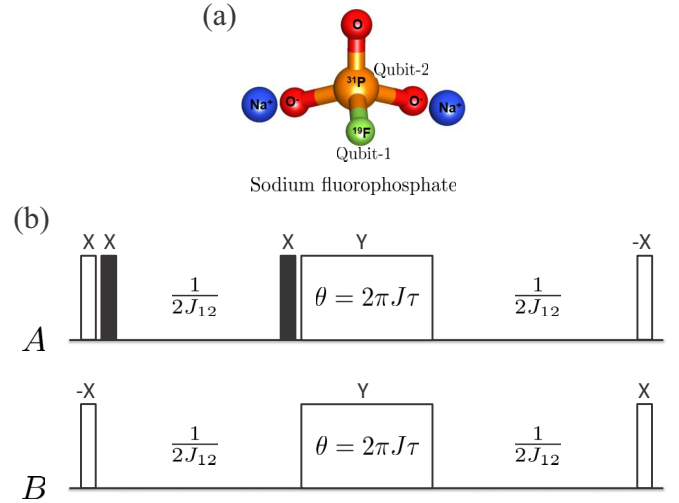 (a)
O
³¹P
Qubit-2
Na⁺
O⁻
O⁻
Na⁺
¹⁹F
Qubit-1
Sodium fluorophosphate
(b)
X X X Y -X
A
1/2J₁₂
θ = 2πJτ
1/2J₁₂
-X Y X
B
1/2J₁₂
θ = 2πJτ
1/2J₁₂